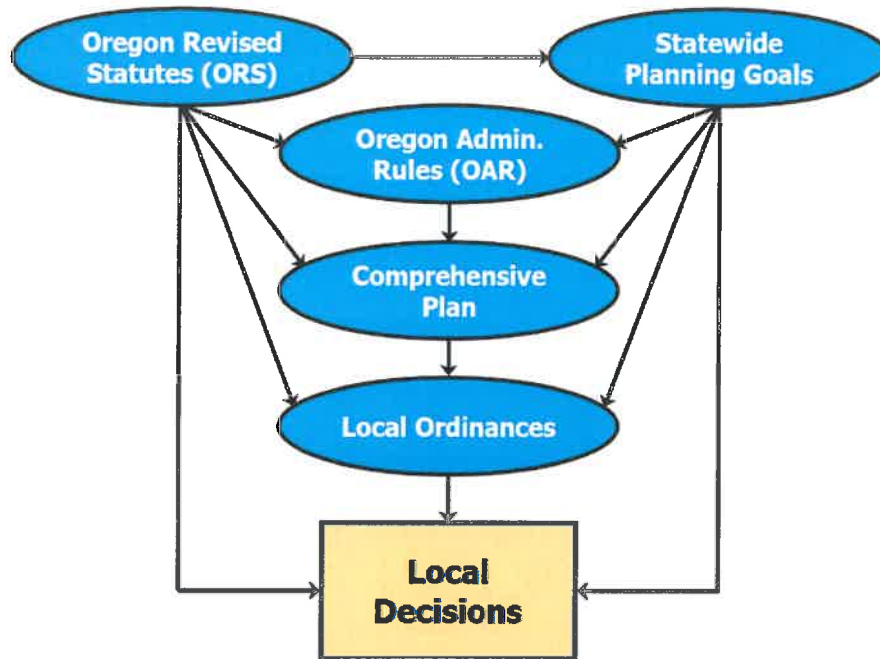 Oregon Revised
Statutes (ORS)
Statewide
Planning Goals
Oregon Admin.
Rules (OAR)
Comprehensive
Plan
Local Ordinances
Local
Decisions